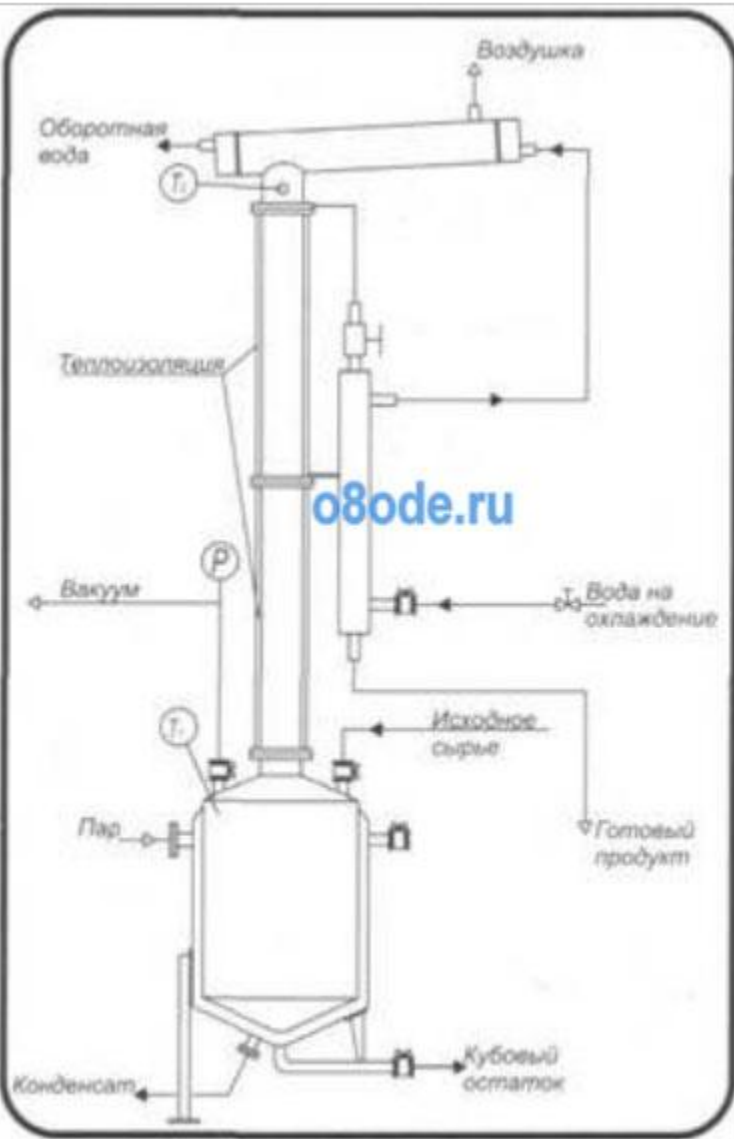 Воздушка
Оборотная
вода
T₂
Теплоизоляция
o8ode.ru
P
Вакуум
Вода на
охлаждение
T₁
Исходное
сырье
Пар
Готовый
продукт
Кубовый
остаток
Конденсат